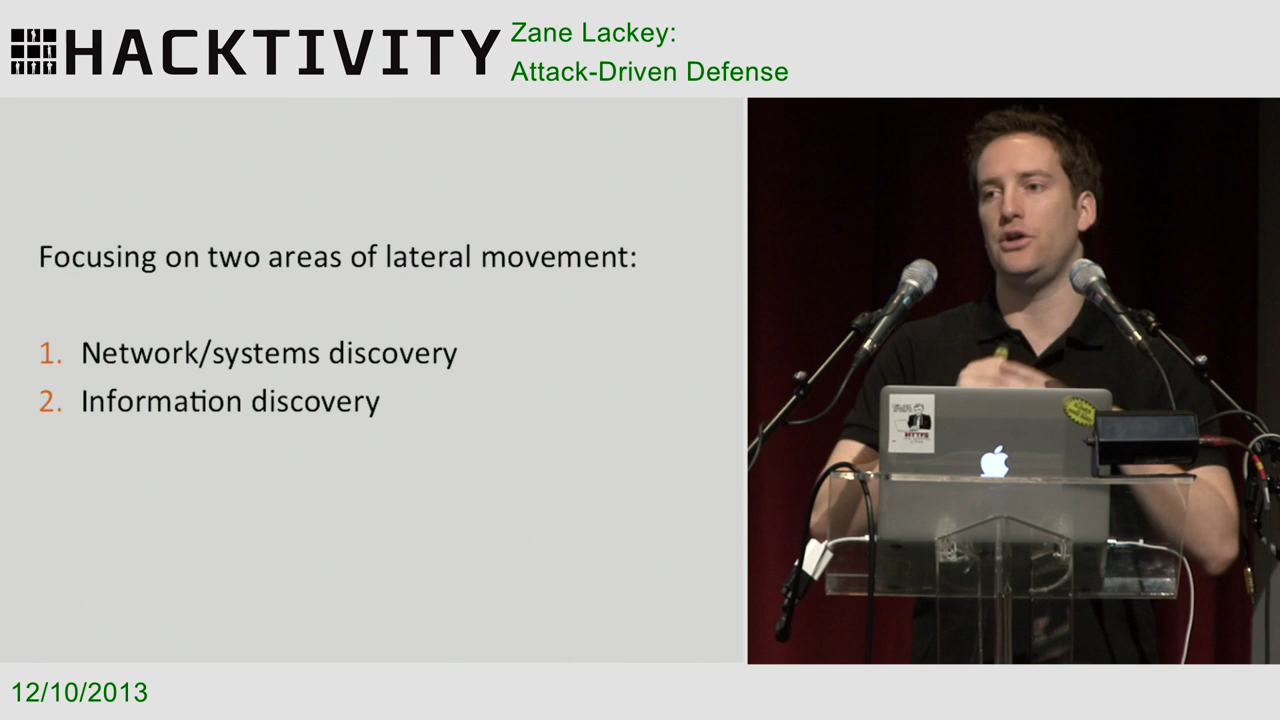 HACKTIVITY
Zane Lackey:
Attack-Driven Defense
Focusing on two areas of lateral movement:
1. Network/systems discovery
2. Information discovery
HTTPS
12/10/2013